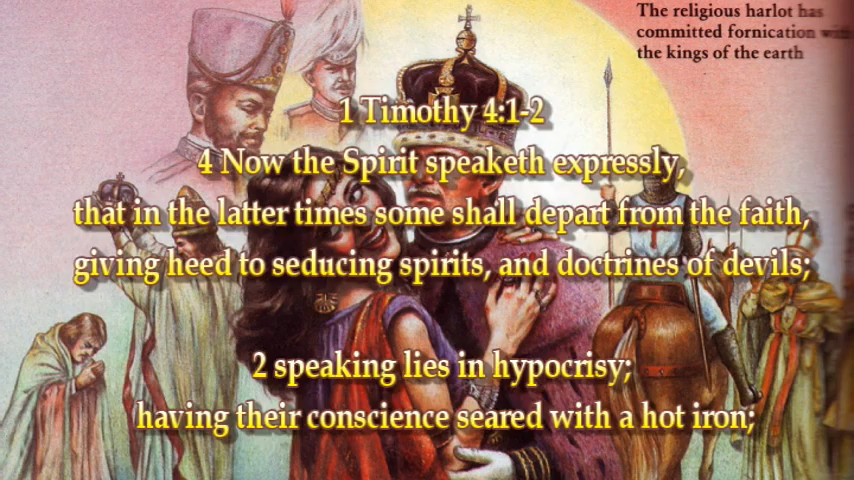 The religious harlot has
committed fornication with
the kings of the earth
1 Timothy 4:1-2
4 Now the Spirit speaketh expressly,
that in the latter times some shall depart from the faith,
giving heed to seducing spirits, and doctrines of devils;
2 speaking lies in hypocrisy;
having their conscience seared with a hot iron;